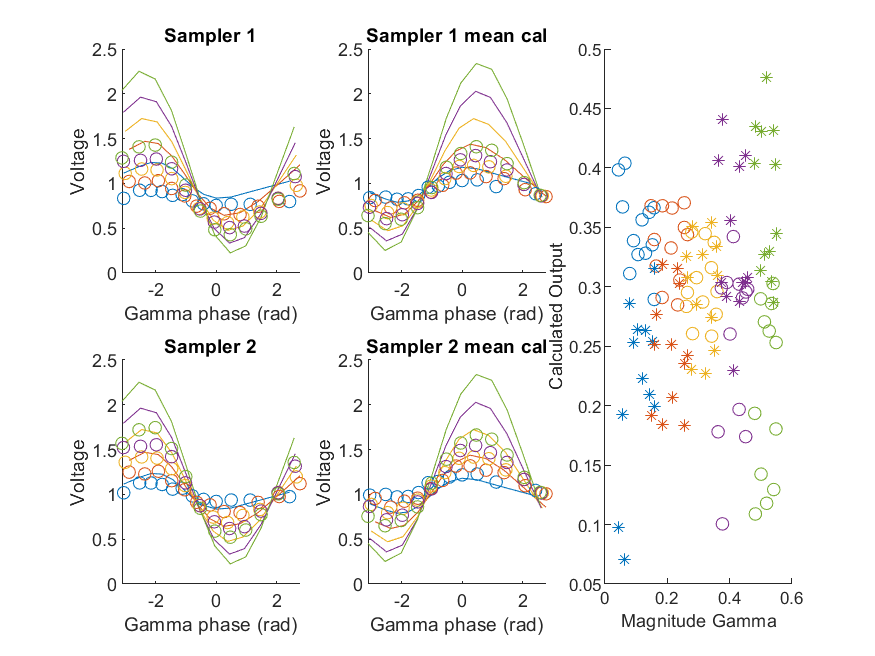 Sampler 1
2.5
2
1.5
1
0.5
0
Voltage
-2 0 2
Gamma phase (rad)
Sampler 1 mean cal
2.5
2
1.5
1
0.5
0
Voltage
-2 0 2
Gamma phase (rad)
Sampler 2
2.5
2
1.5
1
0.5
0
Voltage
-2 0 2
Gamma phase (rad)
Sampler 2 mean cal
2.5
2
1.5
1
0.5
0
Voltage
-2 0 2
Gamma phase (rad)
0.5
0.45
0.4
0.35
0.3
0.25
0.2
0.15
0.1
0.05
Calculated Output
0 0.2 0.4 0.6
Magnitude Gamma